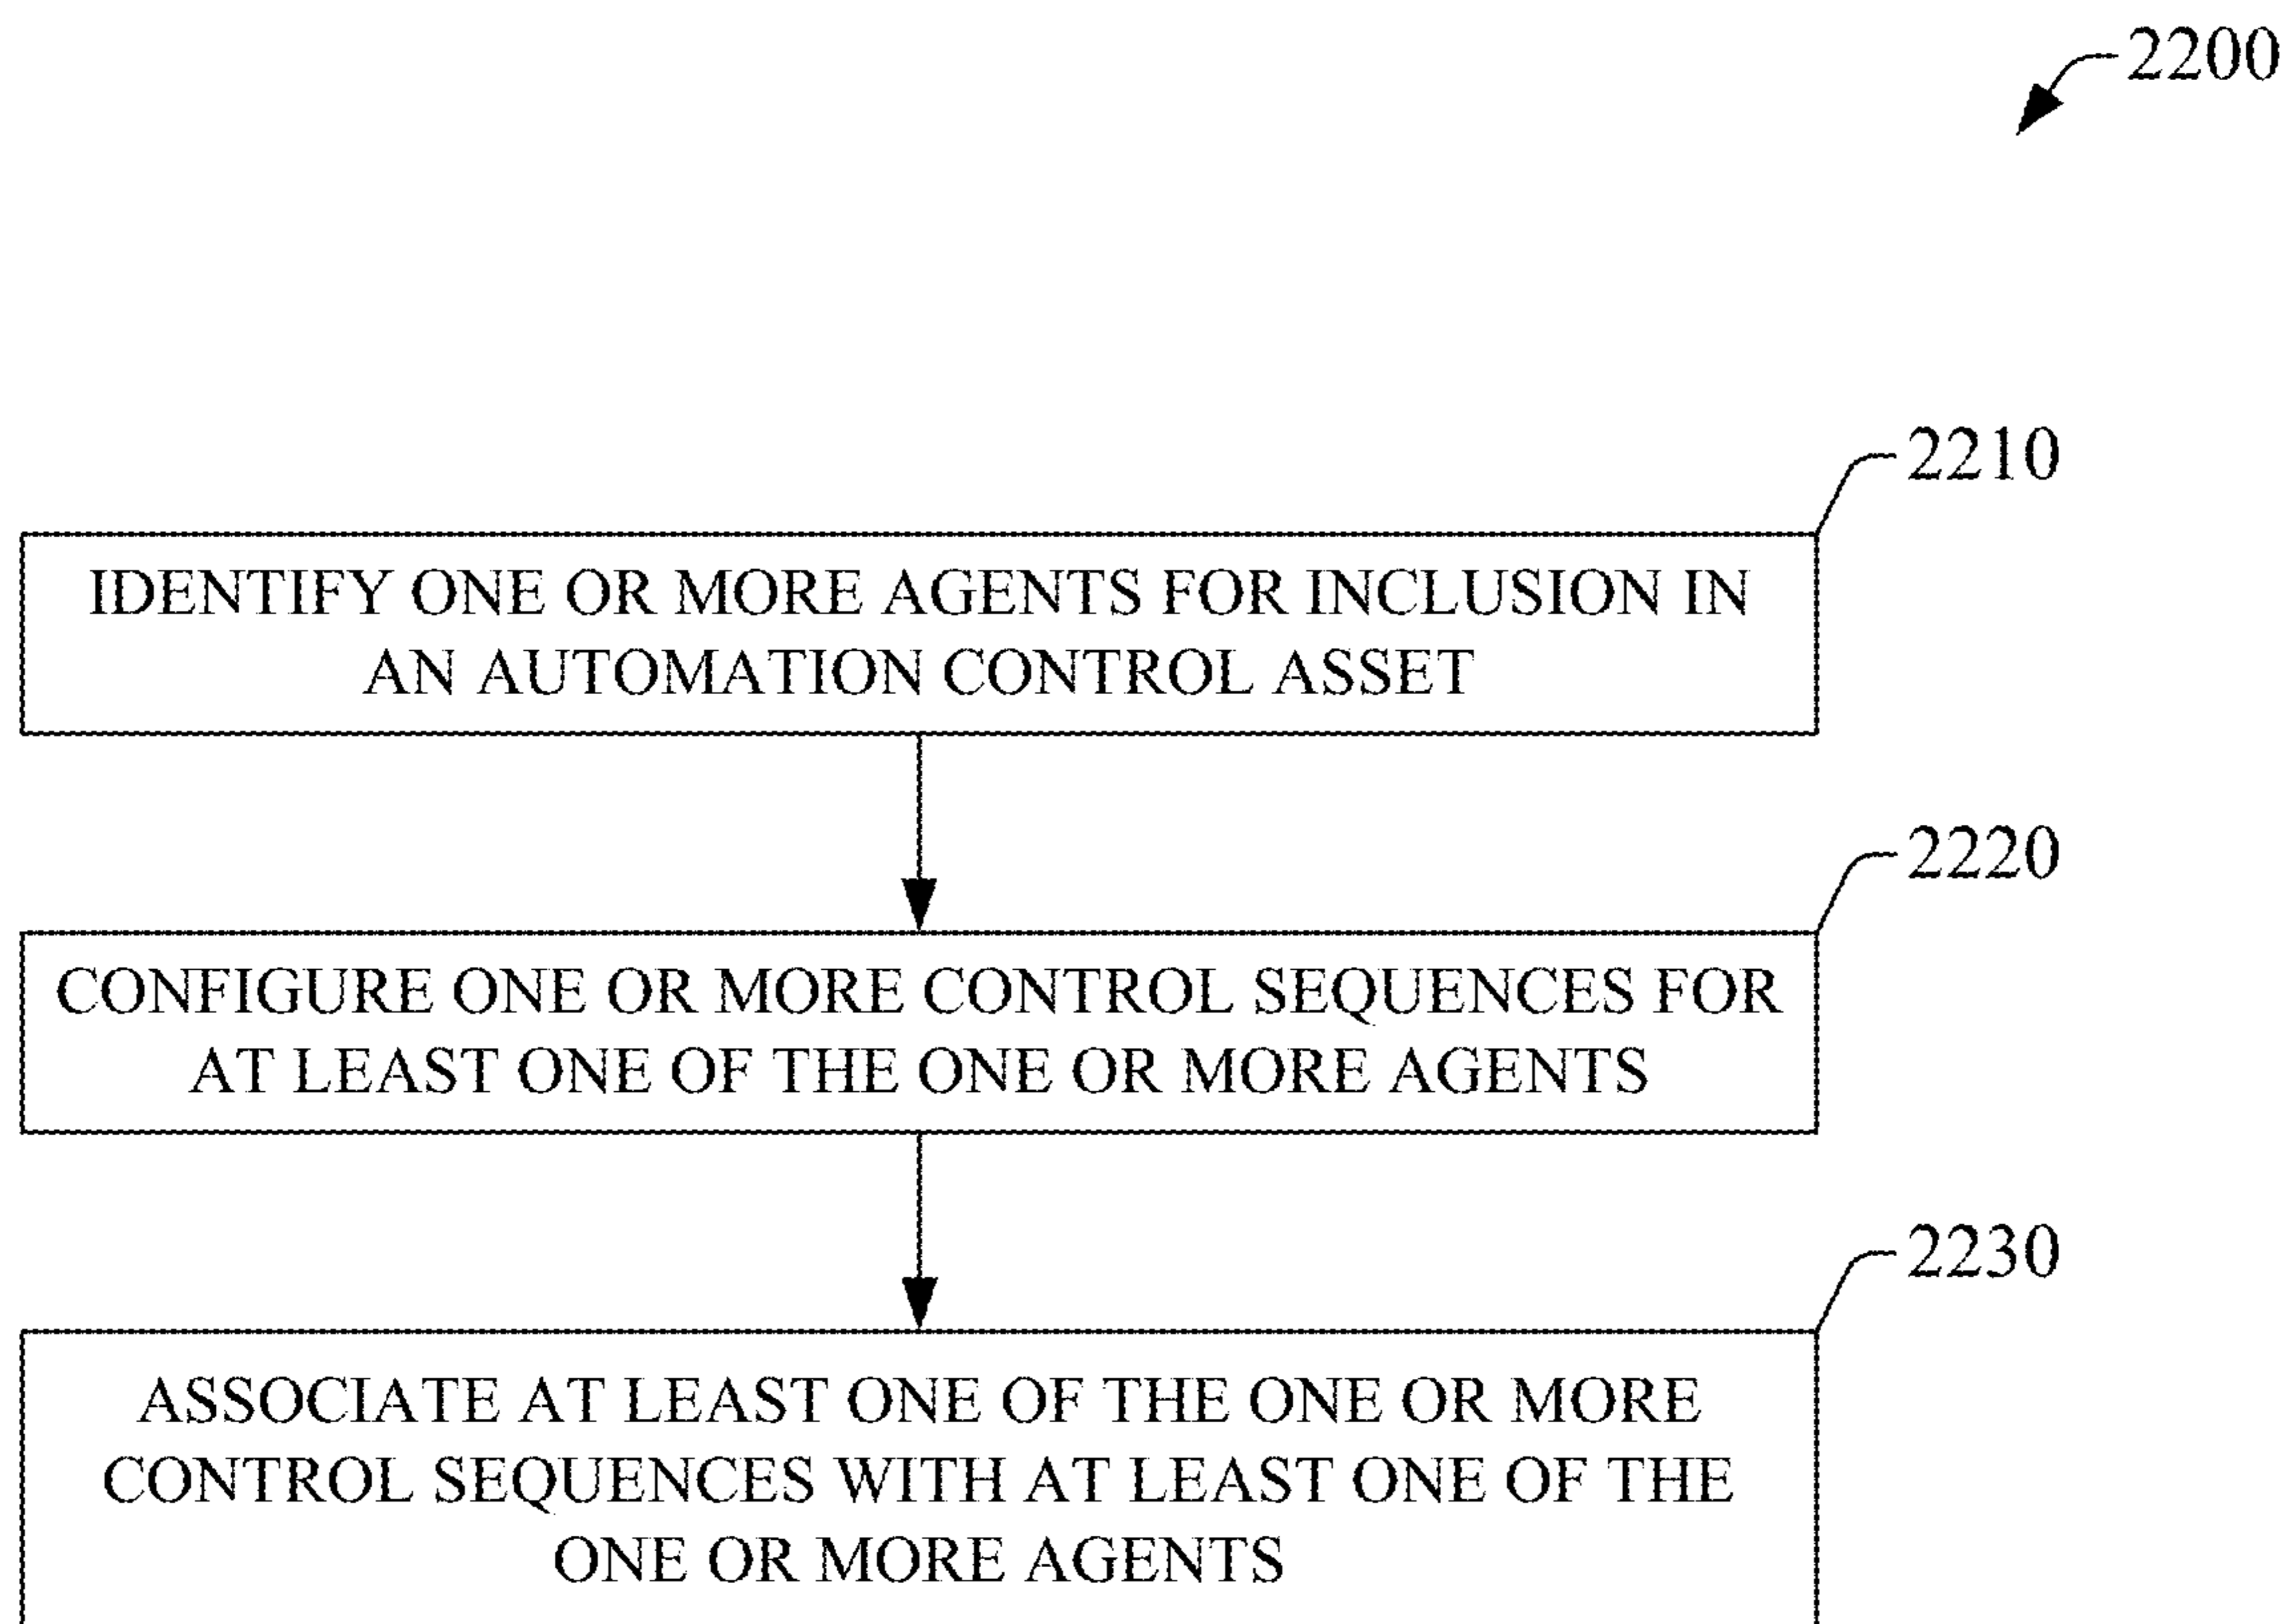 2200
2210
IDENTIFY ONE OR MORE AGENTS FOR INCLUSION IN
AN AUTOMATION CONTROL ASSET
2220
CONFIGURE ONE OR MORE CONTROL SEQUENCES FOR
AT LEAST ONE OF THE ONE OR MORE AGENTS
2230
ASSOCIATE AT LEAST ONE OF THE ONE OR MORE
CONTROL SEQUENCES WITH AT LEAST ONE OF THE
ONE OR MORE AGENTS